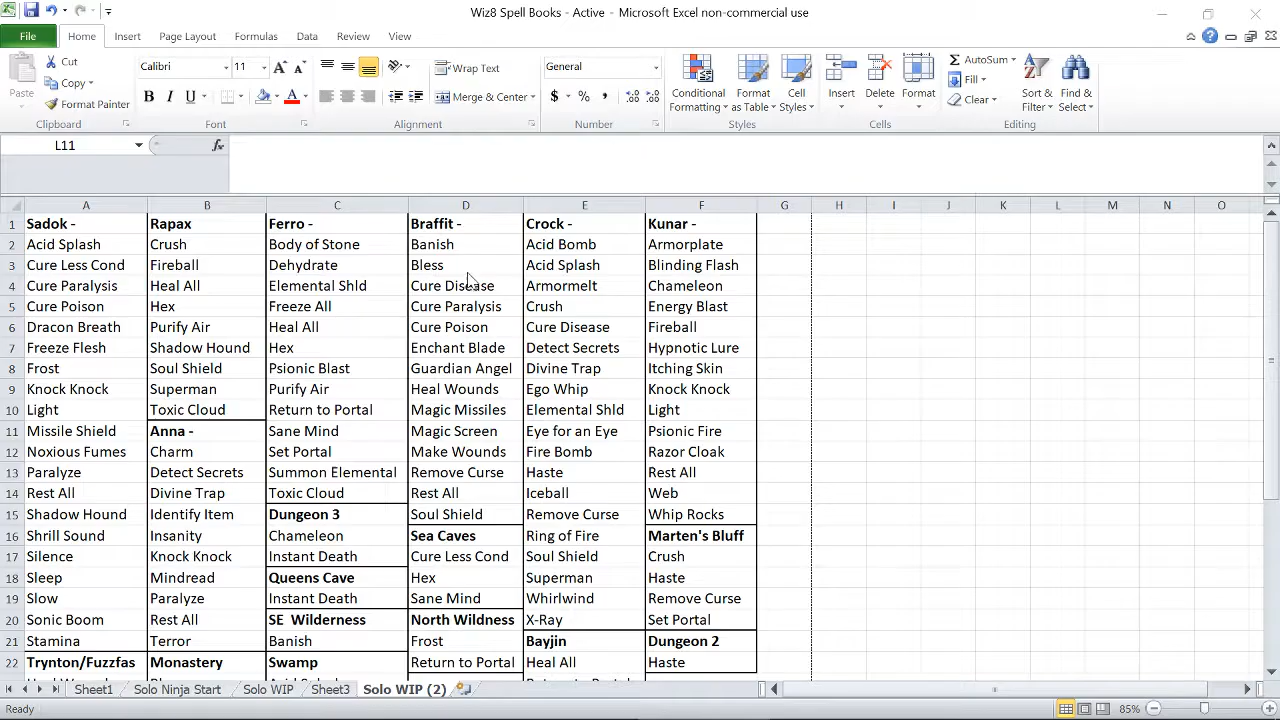 Wiz8 Spell Books - Active - Microsoft Excel non-commercial use
File Home Insert Page Layout Formulas Data Review View
Paste Cut Copy Format Painter Clipboard
Calibri 11 B I U A Font
Wrap Text Merge & Center Alignment
General $ % , Number
Conditional Formatting Format as Table Cell Styles Styles
Insert Delete Format Cells
AutoSum Fill Clear Sort & Filter Find & Select Editing
L11 fx
A B C D E F G H I J K L M N O
1 Sadok - Rapax Ferro - Braffit - Crock - Kunar -
2 Acid Splash Crush Body of Stone Banish Acid Bomb Armorplate
3 Cure Less Cond Fireball Dehydrate Bless Acid Splash Blinding Flash
4 Cure Paralysis Heal All Elemental Shld Cure Disease Armormelt Chameleon
5 Cure Poison Hex Freeze All Cure Paralysis Crush Energy Blast
6 Dracon Breath Purify Air Heal All Cure Poison Cure Disease Fireball
7 Freeze Flesh Shadow Hound Hex Enchant Blade Detect Secrets Hypnotic Lure
8 Frost Soul Shield Psionic Blast Guardian Angel Divine Trap Itching Skin
9 Knock Knock Superman Purify Air Heal Wounds Ego Whip Knock Knock
10 Light Toxic Cloud Return to Portal Magic Missiles Elemental Shld Light
11 Missile Shield Anna - Sane Mind Magic Screen Eye for an Eye Psionic Fire
12 Noxious Fumes Charm Set Portal Make Wounds Fire Bomb Razor Cloak
13 Paralyze Detect Secrets Summon Elemental Remove Curse Haste Rest All
14 Rest All Divine Trap Toxic Cloud Rest All Iceball Web
15 Shadow Hound Identify Item Dungeon 3 Soul Shield Remove Curse Whip Rocks
16 Shrill Sound Insanity Chameleon Sea Caves Ring of Fire Marten's Bluff
17 Silence Knock Knock Instant Death Cure Less Cond Soul Shield Crush
18 Sleep Mindread Queens Cave Hex Superman Haste
19 Slow Paralyze Instant Death Sane Mind Whirlwind Remove Curse
20 Sonic Boom Rest All SE Wilderness North Wildness X-Ray Set Portal
21 Stamina Terror Banish Frost Bayjin Dungeon 2
22 Trynton/Fuzzfas Monastery Swamp Return to Portal Heal All Haste
Sheet1 Solo Ninja Start Solo WIP Sheet3 Solo WIP (2)
Ready 85%